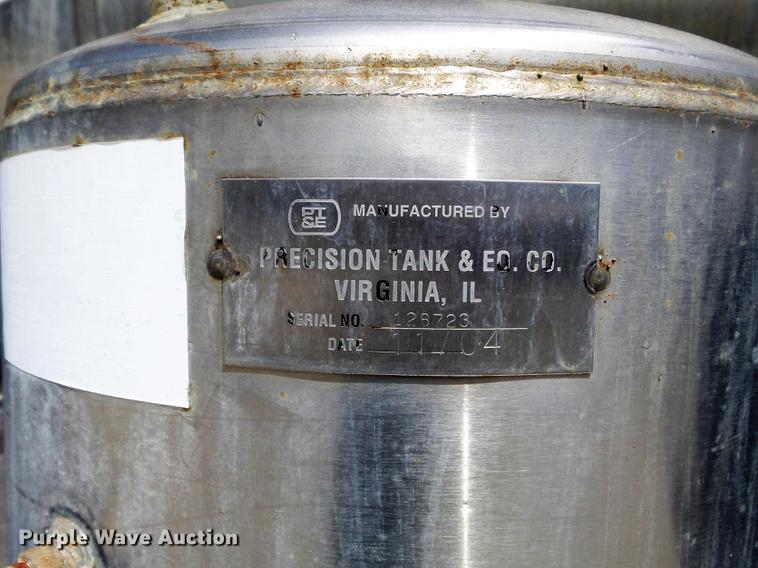 PT
&E
MANUFACTURED BY
PRECISION TANK & EQ. CO.
VIRGINIA, IL
SERIAL NO. 128723
DATE 11/04
Purple Wave Auction